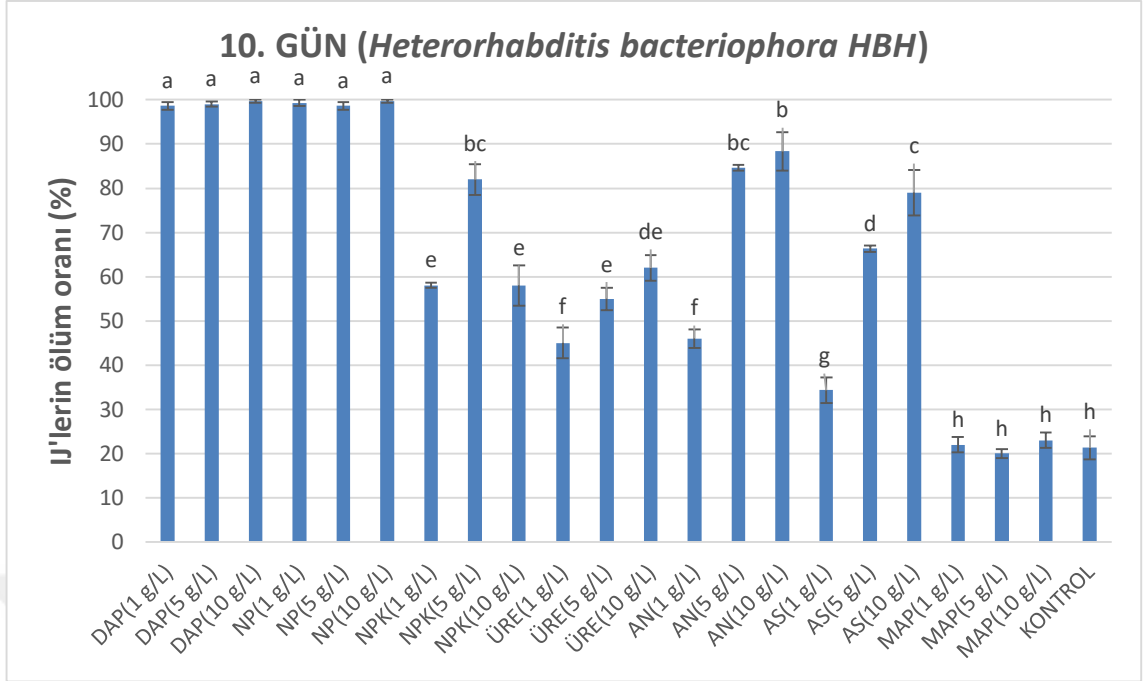 10. GÜN (Heterorhabditis bacteriophora HBH)
IJ'lerin ölüm oranı (%)
100
90
80
70
60
50
40
30
20
10
0
a a a a a a e bc e f e de f bc b g d c h h h h
DAP(1 g/L) DAP(5 g/L) DAP(10 g/L) NP(1 g/L) NP(5 g/L) NP(10 g/L) NPK(1 g/L) NPK(5 g/L) NPK(10 g/L) ÜRE(1 g/L) ÜRE(5 g/L) ÜRE(10 g/L) AN(1 g/L) AN(5 g/L) AN(10 g/L) AS(1 g/L) AS(5 g/L) AS(10 g/L) MAP(1 g/L) MAP(5 g/L) MAP(10 g/L) KONTROL